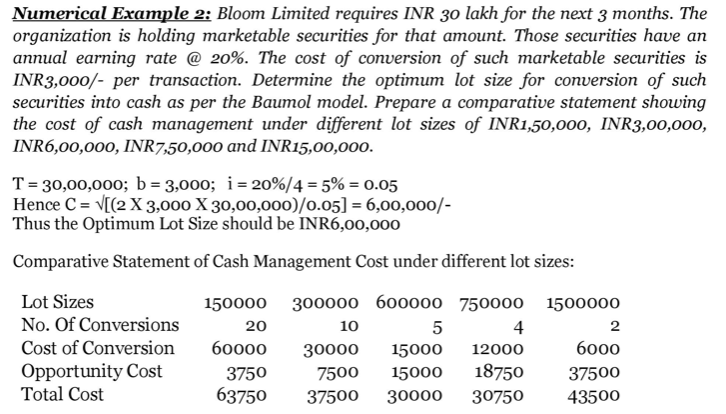 Numerical Example 2: Bloom Limited requires INR 30 lakh for the next 3 months. The
organization is holding marketable securities for that amount. Those securities have an
annual earning rate @ 20%. The cost of conversion of such marketable securities is
INR3,000/- per transaction. Determine the optimum lot size for conversion of such
securities into cash as per the Baumol model. Prepare a comparative statement showing
the cost of cash management under different lot sizes of INR1,50,000, INR3,00,000,
INR6,00,000, INR7,50,000 and INR15,00,000.
T = 30,00,000; b = 3,000; i = 20%/4 = 5% = 0.05
Hence C = √[(2 X 3,000 X 30,00,000)/0.05] = 6,00,000/-
Thus the Optimum Lot Size should be INR6,00,000
Comparative Statement of Cash Management Cost under different lot sizes:
Lot Sizes 150000 300000 600000 750000 1500000
No. Of Conversions 20 10 5 4 2
Cost of Conversion 60000 30000 15000 12000 6000
Opportunity Cost 3750 7500 15000 18750 37500
Total Cost 63750 37500 30000 30750 43500